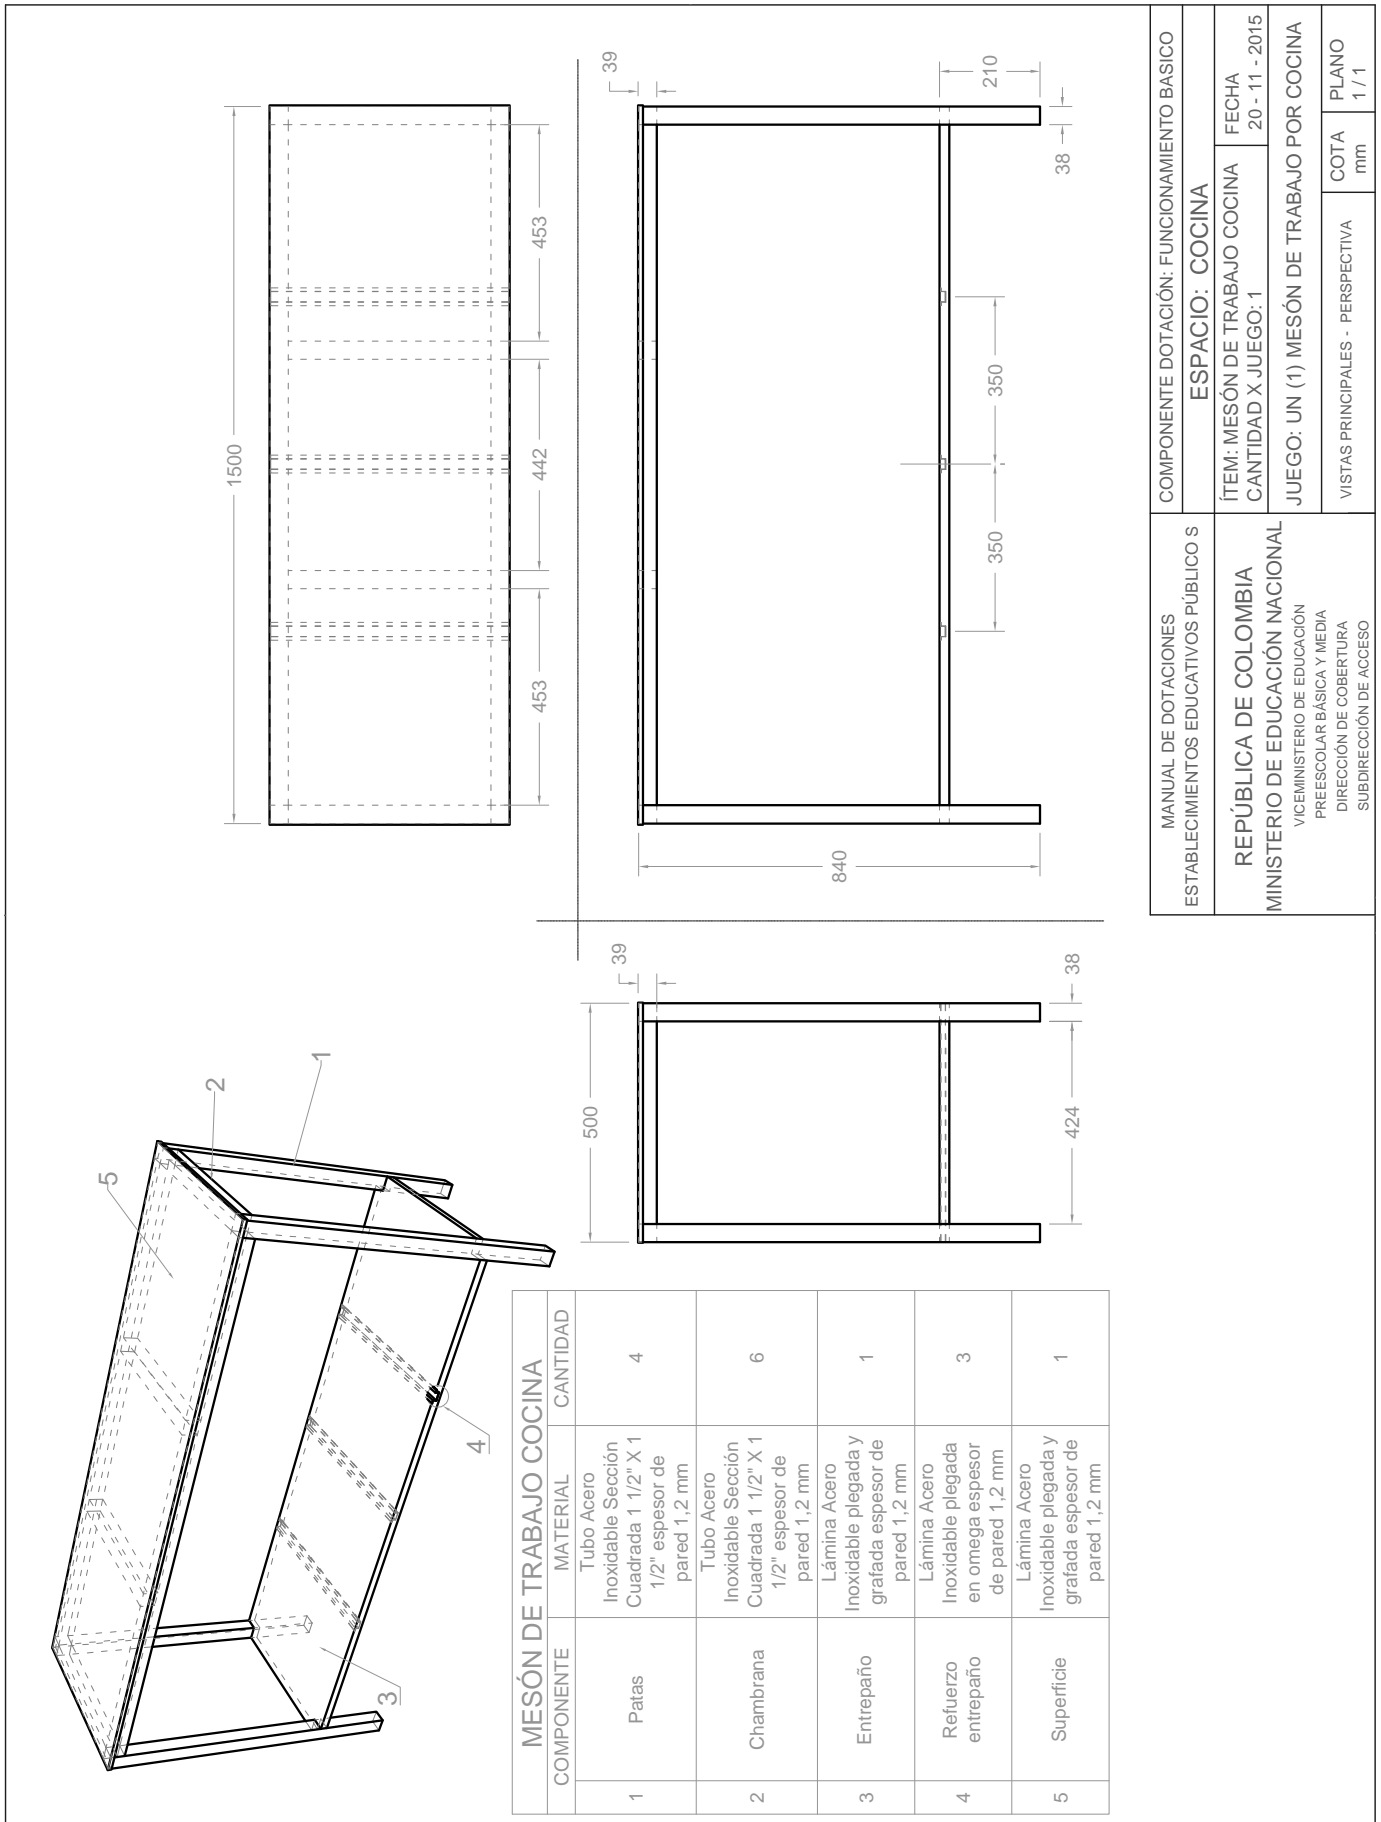 5
2
1
4
3
1500
453
442
453
39
500
424
38
39
840
350
350
210
38
MESÓN DE TRABAJO COCINA
COMPONENTE MATERIAL CANTIDAD
1 Patas Tubo Acero
Inoxidable Sección
Cuadrada 1 1/2" X 1
1/2" espesor de
pared 1,2 mm 4
2 Chambrana Tubo Acero
Inoxidable Sección
Cuadrada 1 1/2" X 1
1/2" espesor de
pared 1,2 mm 6
3 Entrepaño Lámina Acero
Inoxidable plegada y
grafada espesor de
pared 1,2 mm 1
4 Refuerzo
entrepaño Lámina Acero
Inoxidable plegada
en omega espesor
de pared 1,2 mm 3
5 Superficie Lámina Acero
Inoxidable plegada y
grafada espesor de
pared 1,2 mm 1
MANUAL DE DOTACIONES
ESTABLECIMIENTOS EDUCATIVOS PÚBLICO S
REPÚBLICA DE COLOMBIA
MINISTERIO DE EDUCACIÓN NACIONAL
VICEMINISTERIO DE EDUCACIÓN
PREESCOLAR BÁSICA Y MEDIA
DIRECCIÓN DE COBERTURA
SUBDIRECCIÓN DE ACCESO
COMPONENTE DOTACIÓN: FUNCIONAMIENTO BASICO
ESPACIO: COCINA
ÍTEM: MESÓN DE TRABAJO COCINA
CANTIDAD X JUEGO: 1
FECHA
20 - 11 - 2015
JUEGO: UN (1) MESÓN DE TRABAJO POR COCINA
VISTAS PRINCIPALES - PERSPECTIVA
COTA
mm
PLANO
1 / 1